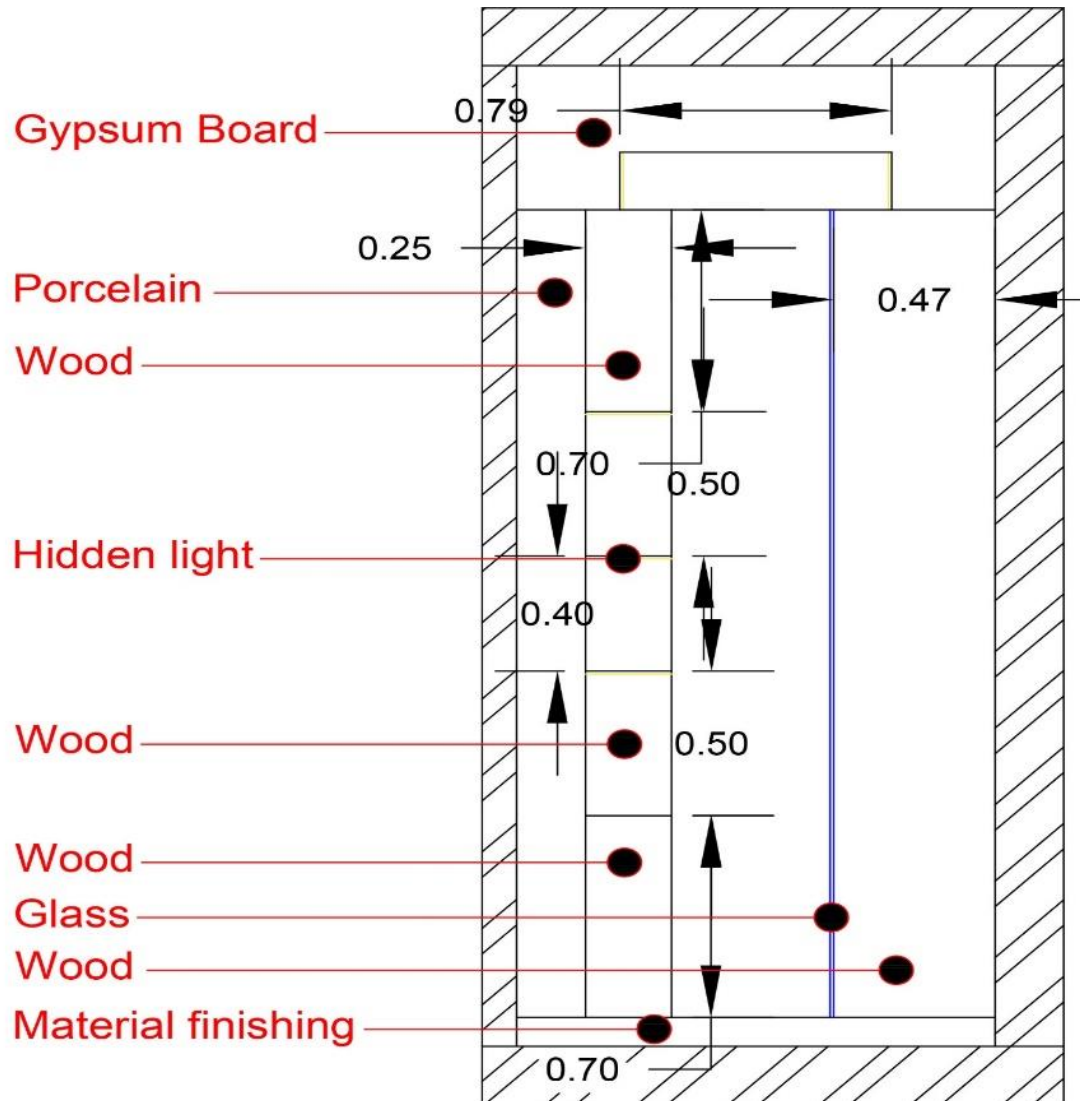 0.79
Gypsum Board
0.25
Porcelain
0.47
Wood
0.70
0.50
Hidden light
0.40
Wood
0.50
Wood
Glass
Wood
Material finishing
0.70